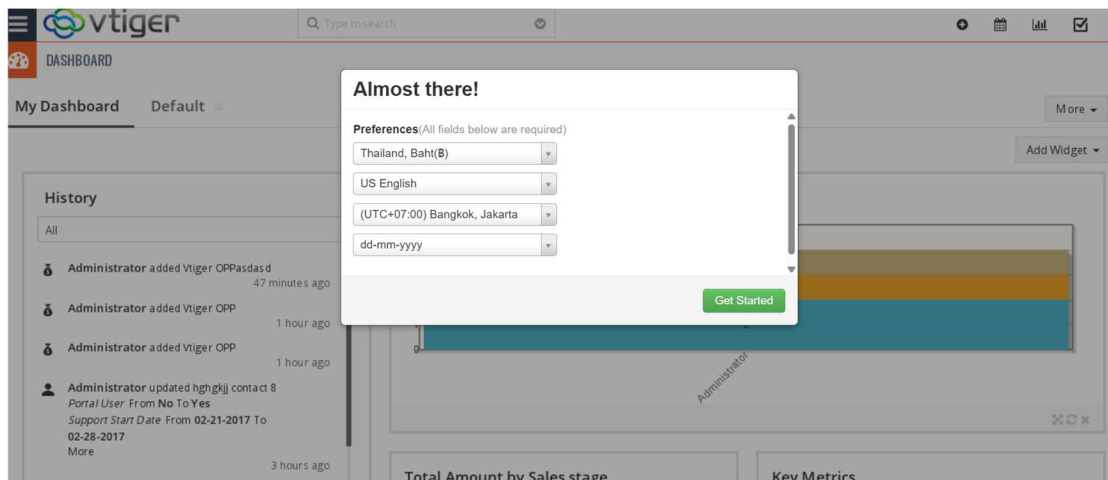 vtiger
Type to search
DASHBOARD
My Dashboard
Default
More
Add Widget
Almost there!
Preferences(All fields below are required)
Thailand, Baht(฿)
US English
(UTC+07:00) Bangkok, Jakarta
dd-mm-yyyy
Get Started
History
All
Administrator added Vtiger OPPasdasd
47 minutes ago
Administrator added Vtiger OPP
1 hour ago
Administrator added Vtiger OPP
1 hour ago
Administrator updated hghgkjj contact 8
Portal User From No To Yes
Support Start Date From 02-21-2017 To
02-28-2017
More
3 hours ago
0
Administrator
Total Amount by Sales stage
Key Metrics